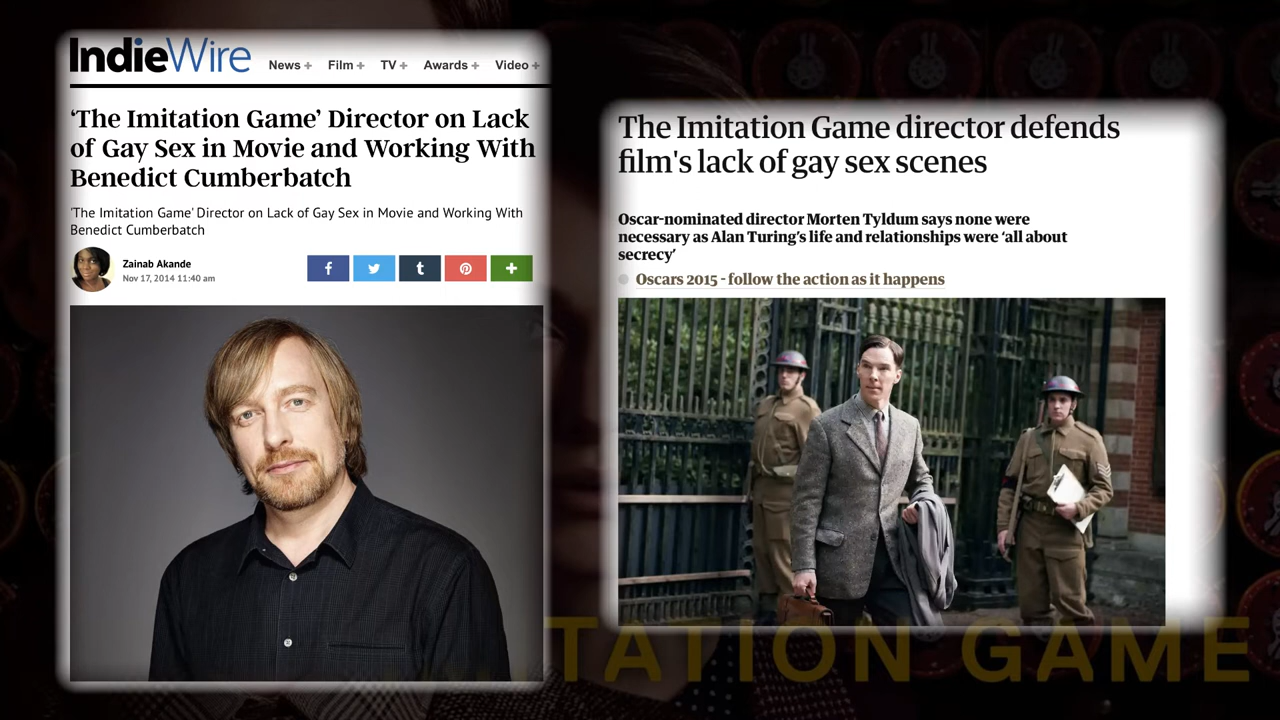 IndieWire
News + Film + TV + Awards + Video +
‘The Imitation Game’ Director on Lack
of Gay Sex in Movie and Working With
Benedict Cumberbatch
'The Imitation Game' Director on Lack of Gay Sex in Movie and Working With
Benedict Cumberbatch
Zainab Akande
Nov 17, 2014 11:40 am
The Imitation Game director defends
film's lack of gay sex scenes
Oscar-nominated director Morten Tyldum says none were
necessary as Alan Turing's life and relationships were ‘all about
secrecy’
Oscars 2015 - follow the action as it happens
TATION GAME